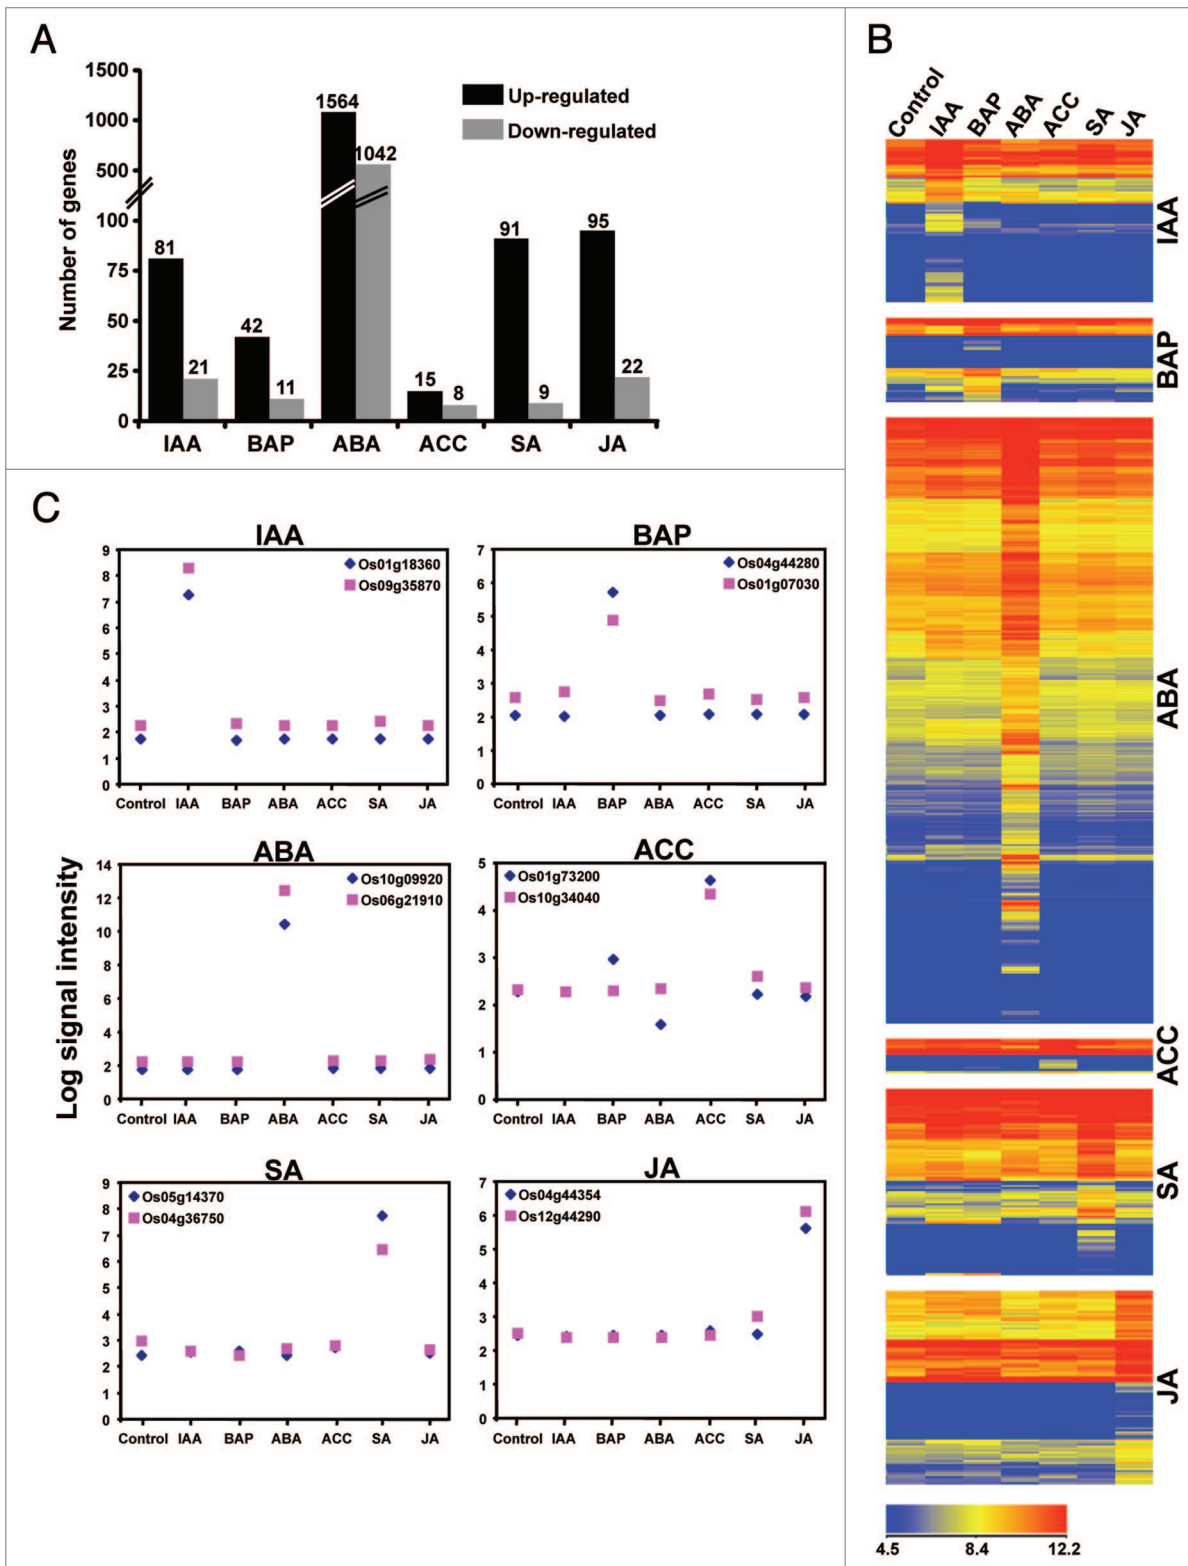 A
Number of genes
1500
1000
500
100
75
50
25
0
Up-regulated
Down-regulated
81
21
42
11
1564
1042
15
8
91
9
95
22
IAA BAP ABA ACC SA JA
B
Control IAA BAP ABA ACC SA JA
IAA
BAP
ABA
ACC
SA
JA
4.5 8.4 12.2
C
Log signal intensity
IAA
9
8
7
6
5
4
3
2
1
0
Os01g18360
Os09g35870
Control IAA BAP ABA ACC SA JA
BAP
7
6
5
4
3
2
1
0
Os04g44280
Os01g07030
Control IAA BAP ABA ACC SA JA
ABA
14
12
10
8
6
4
2
0
Os10g09920
Os06g21910
Control IAA BAP ABA ACC SA JA
ACC
5
4
3
2
1
0
Os01g73200
Os10g34040
Control IAA BAP ABA ACC SA JA
SA
9
8
7
6
5
4
3
2
1
0
Os05g14370
Os04g36750
Control IAA BAP ABA ACC SA JA
JA
7
6
5
4
3
2
1
0
Os04g44354
Os12g44290
Control IAA BAP ABA ACC SA JA